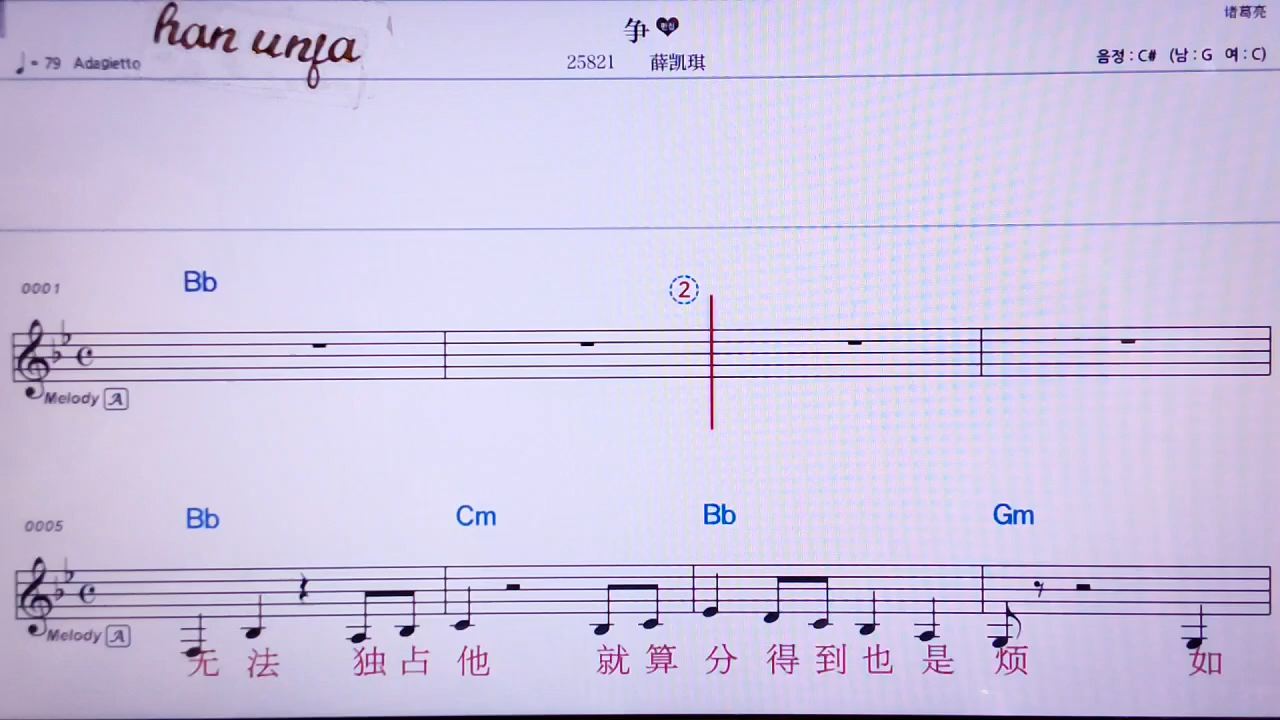 han unfa
争 ♥
诸葛亮
♩= 79 Adagietto
25821 薛凯琪
음정 : C# (남 : G 여 : C)
0001
Bb
2
Melody A
0005
Bb Cm Bb Gm
Melody A
无 法 独 占 他 就 算 分 得 到 也 是 烦 如